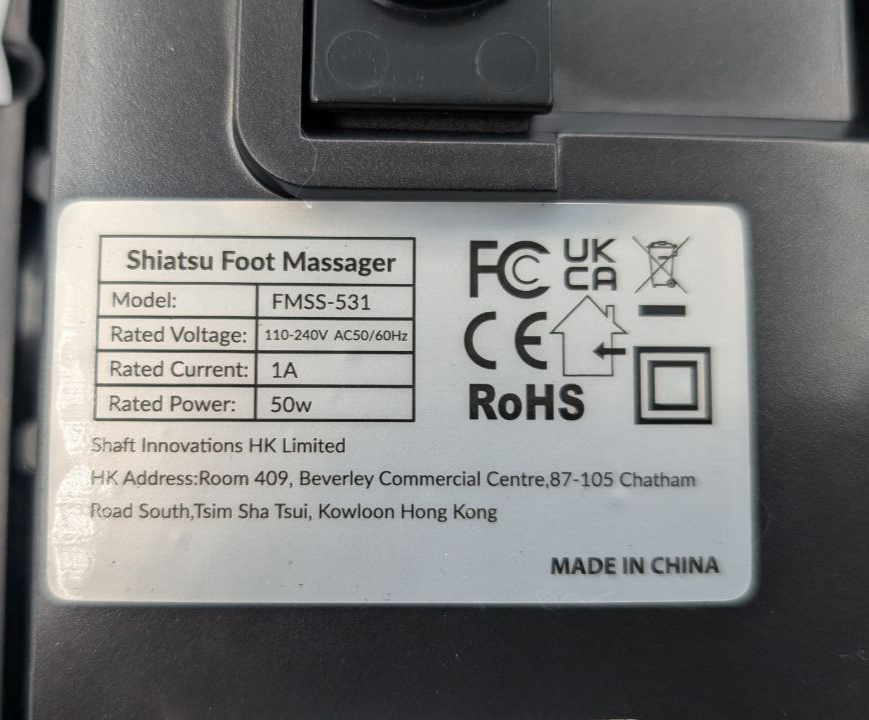 Shiatsu Foot Massager
Model: FMSS-531
Rated Voltage: 110-240V AC50/60Hz
Rated Current: 1A
Rated Power: 50w
FC
UK
CA
CE
RoHS
Shaft Innovations HK Limited
HK Address:Room 409, Beverley Commercial Centre,87-105 Chatham
Road South,Tsim Sha Tsui, Kowloon Hong Kong
MADE IN CHINA